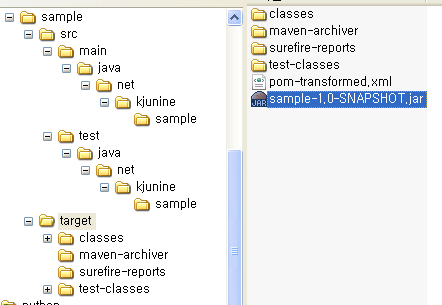 sample
src
main
java
net
kjunine
sample
test
java
net
kjunine
sample
target
classes
maven-archiver
surefire-reports
test-classes
classes
maven-archiver
surefire-reports
test-classes
pom-transformed.xml
JAR
sample-1.0-SNAPSHOT.jar